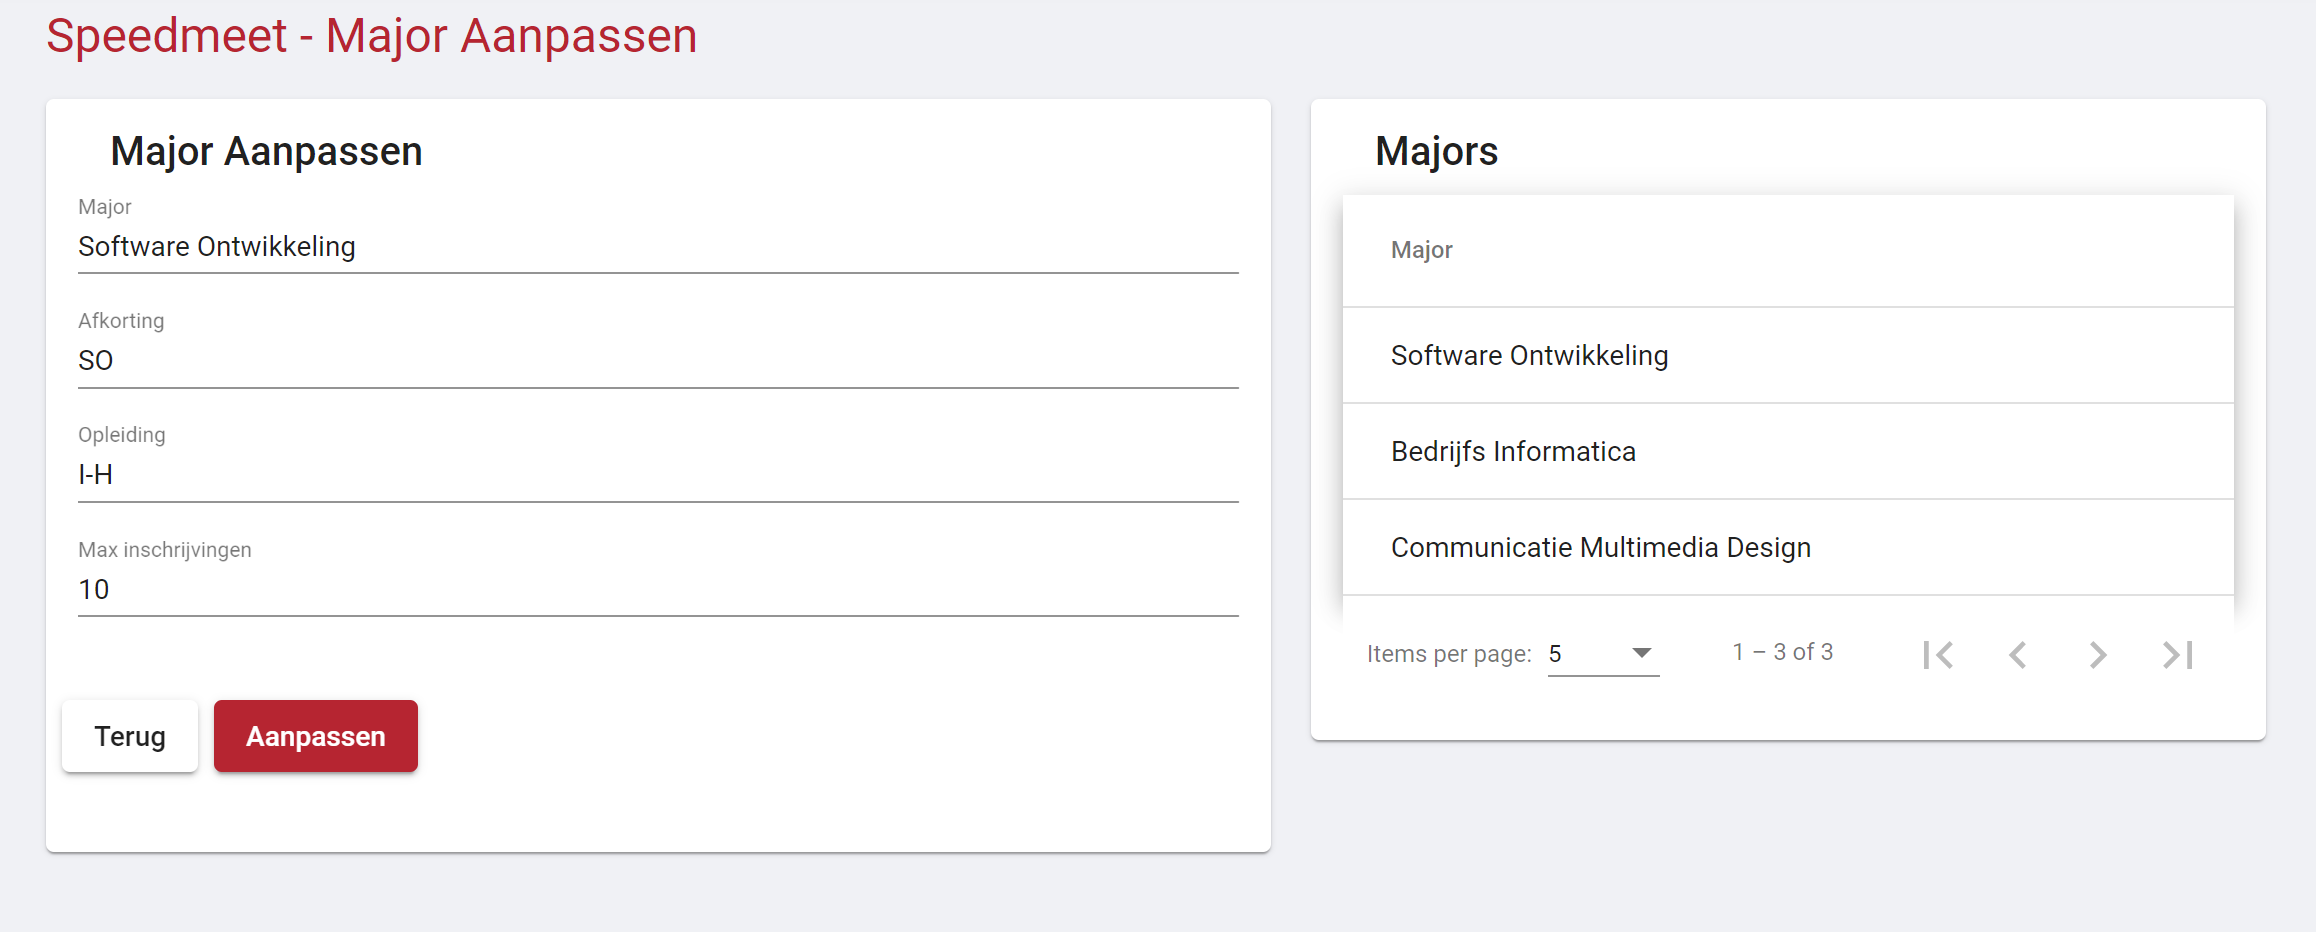 Speedmeet - Major Aanpassen
Major Aanpassen
Major
Software Ontwikkeling
Afkorting
SO
Opleiding
I-H
Max inschrijvingen
10
Terug Aanpassen
Majors
Major
Software Ontwikkeling
Bedrijfs Informatica
Communicatie Multimedia Design
Items per page: 5 1 – 3 of 3